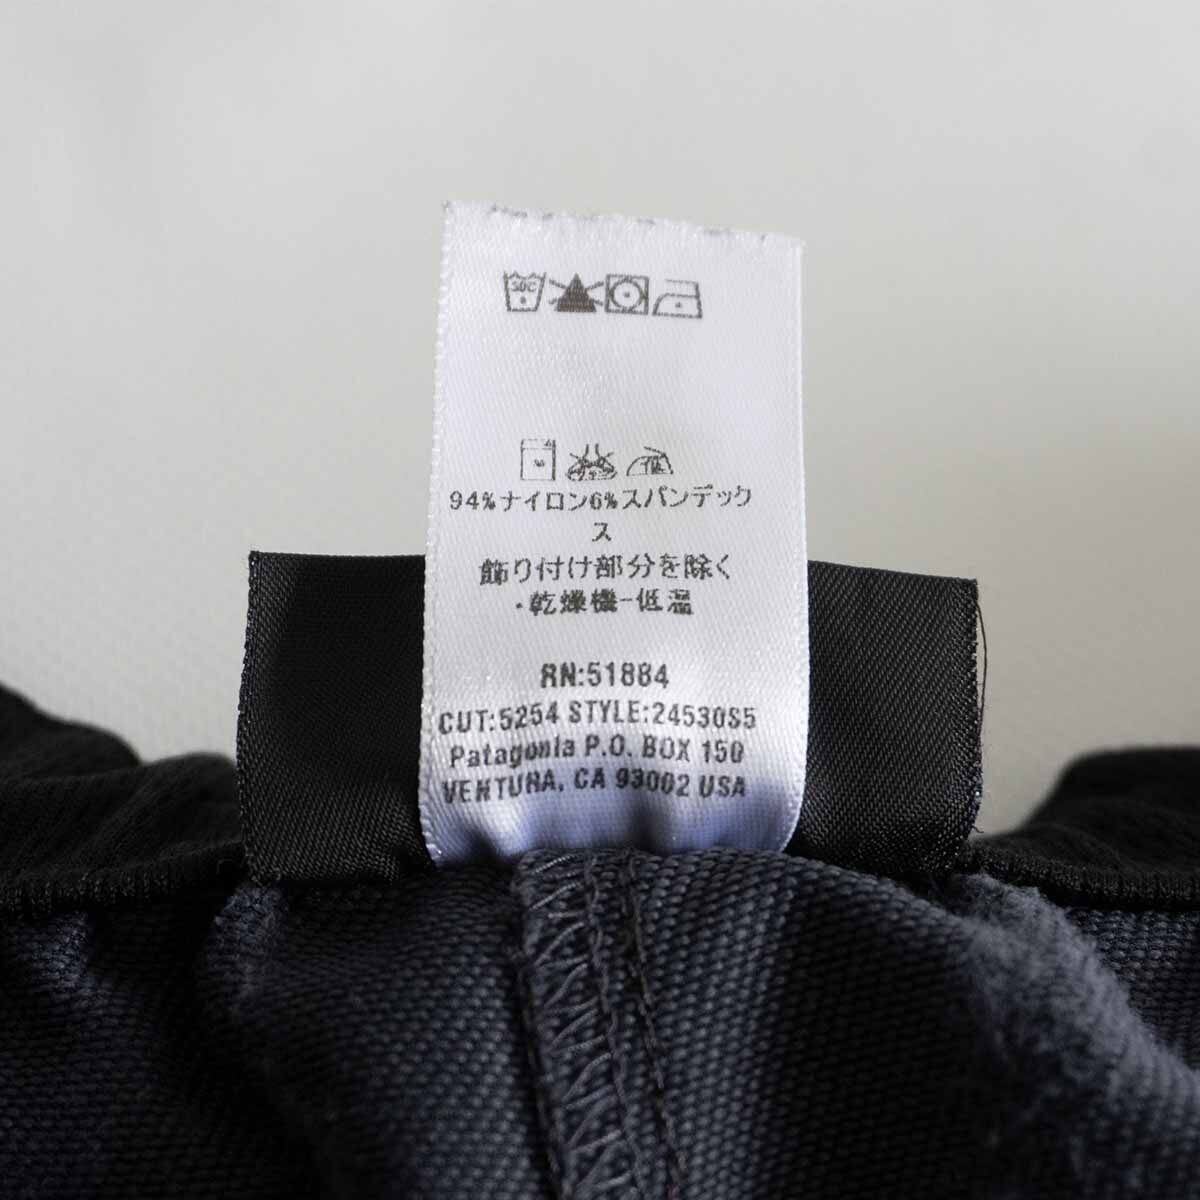 30C
94%ナイロン6%スパンデック
ス
飾り付け部分を除く
・乾燥機-低温
RN:51884
CUT:5254 STYLE:24530S5
Patagonia P.O. BOX 150
VENTURA, CA 93002 USA